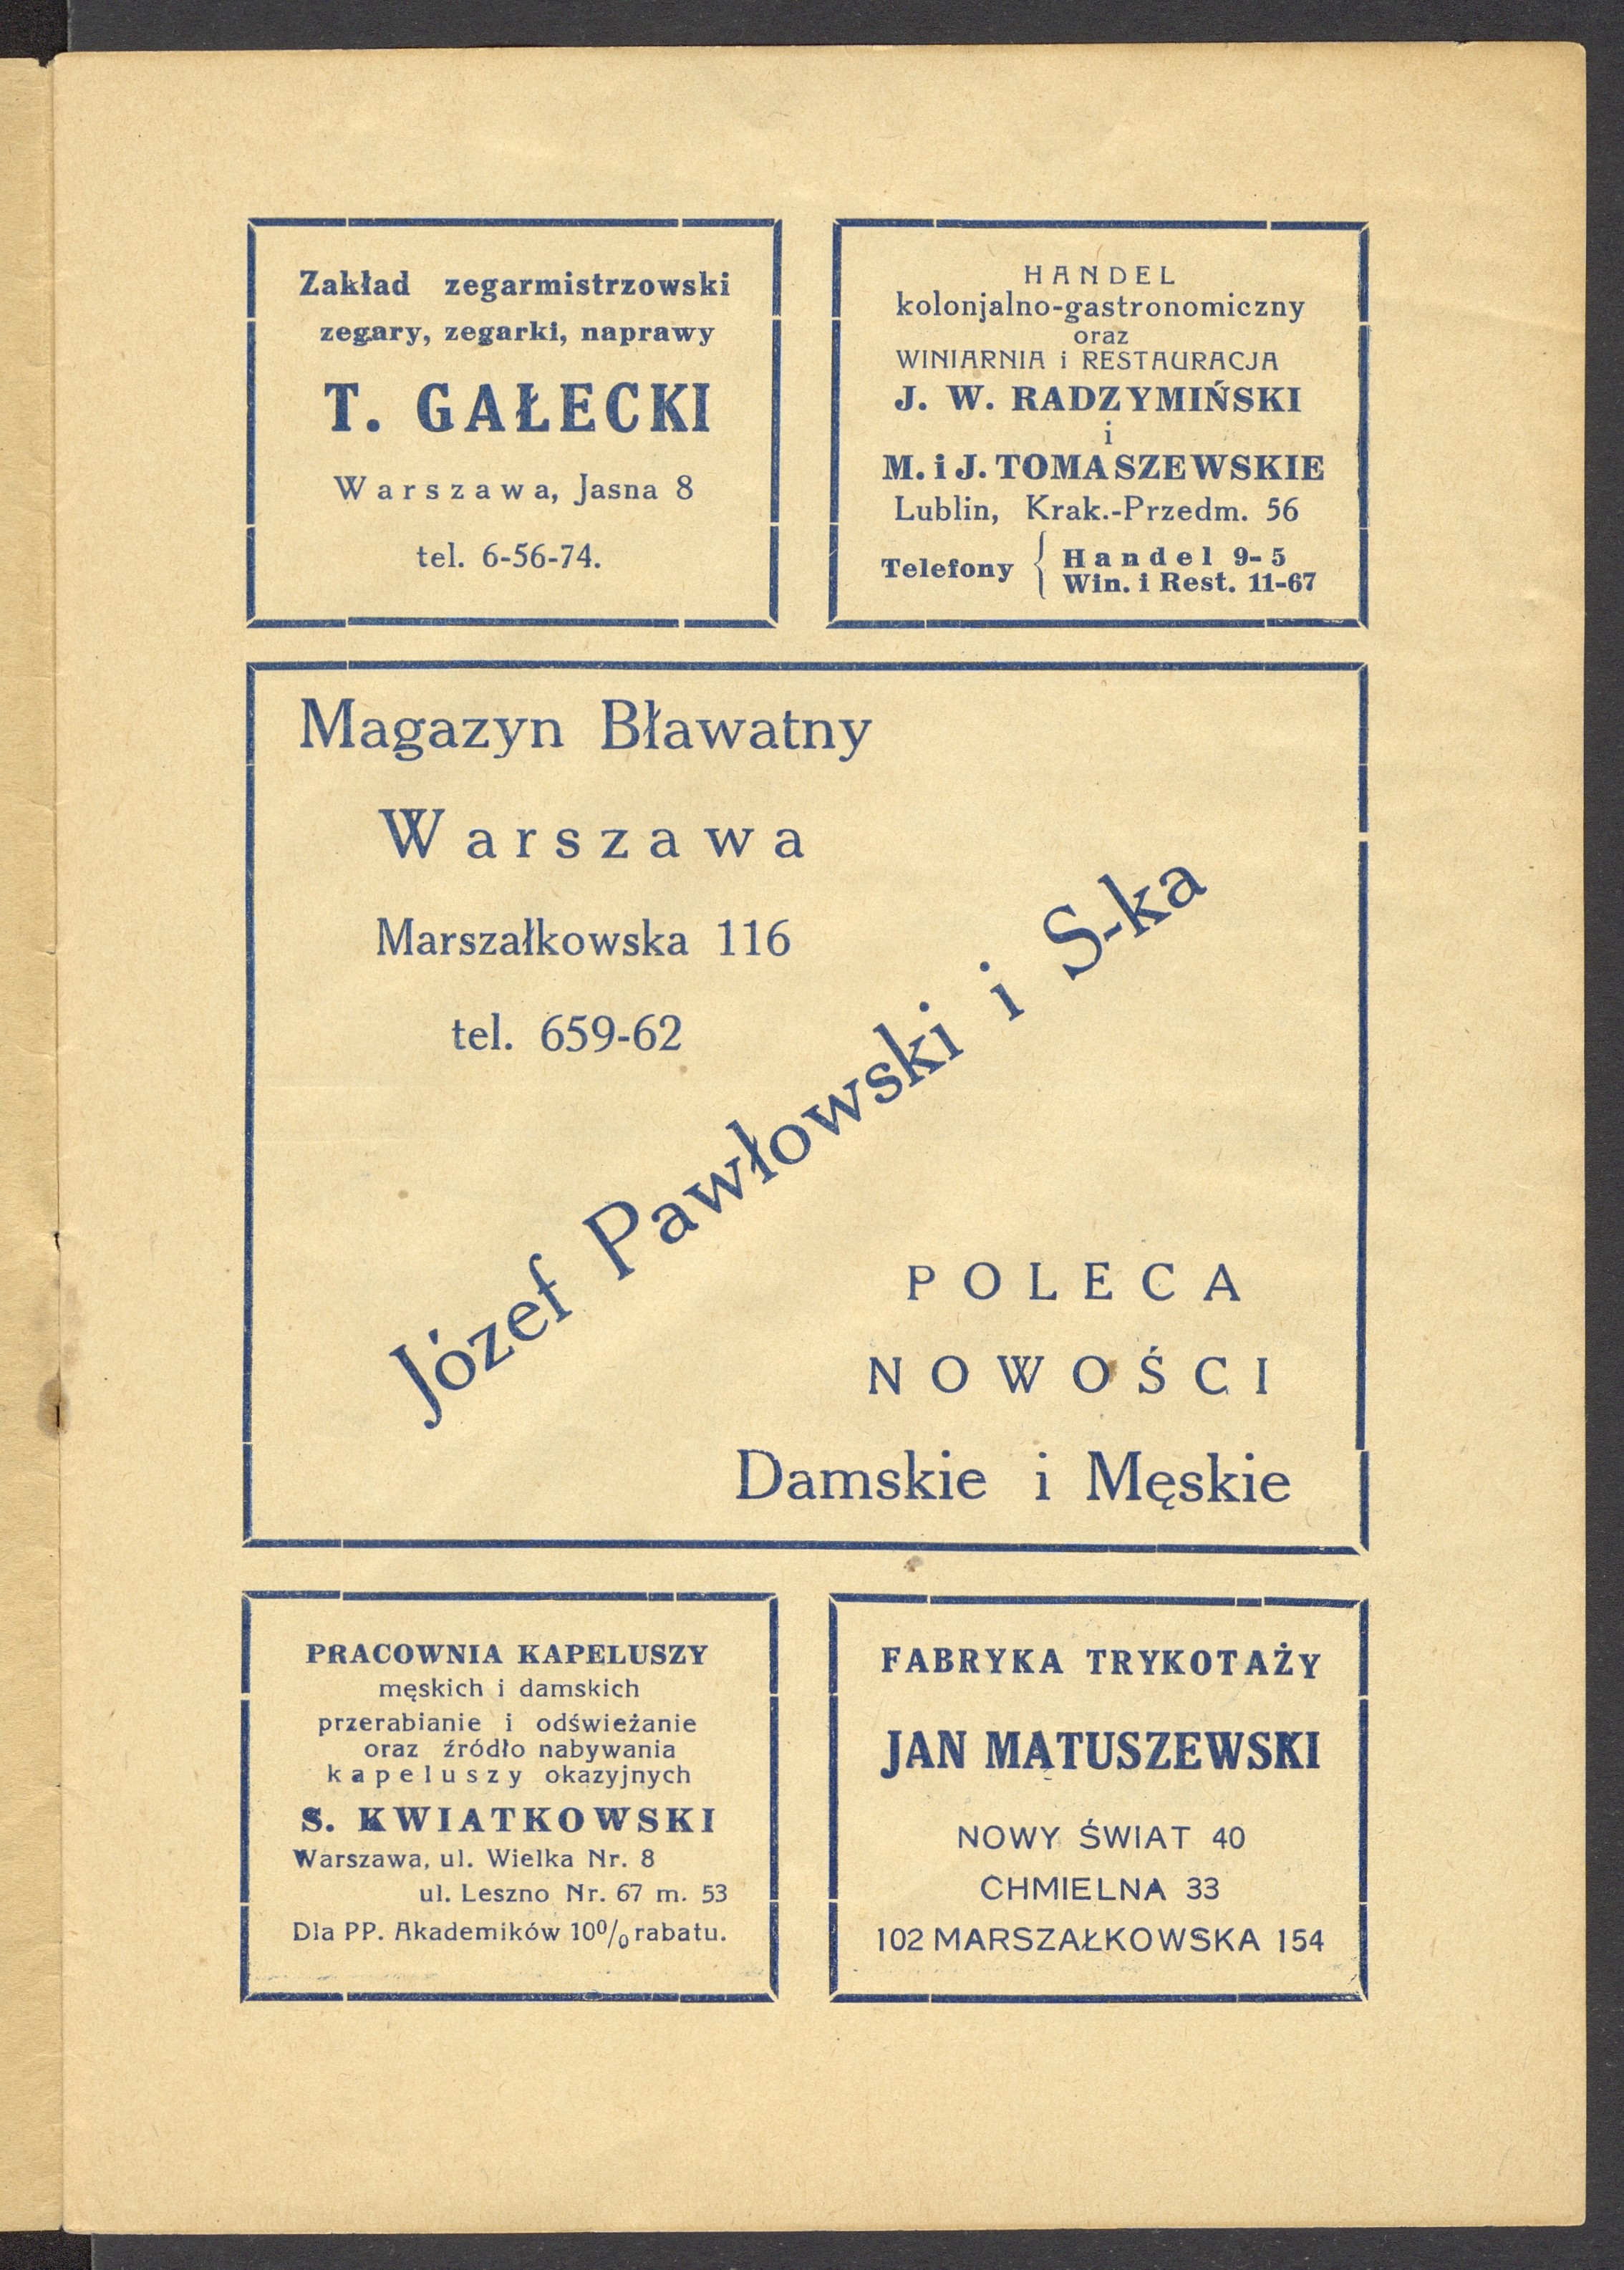 Zakład zegarmistrzowski
zegary, zegarki, naprawy
T. GAŁECKI
Warszawa, Jasna 8
tel. 6-56-74.
HANDEL
kolonjalno-gastronomiczny
oraz
WINIARNIA i RESTAURACJA
J. W. RADZYMIŃSKI
i
M. i J. TOMASZEWSKIE
Lublin, Krak.-Przedm. 56
Telefony { Handel 9-5
Win. i Rest. 11-67
Magazyn Bławatny
Warszawa
Marszałkowska 116
tel. 659-62
Józef Pawłowski i S-ka
POLECA
NOWOŚCI
Damskie i Męskie
PRACOWNIA KAPELUSZY
męskich i damskich
przerabianie i odświeżanie
oraz źródło nabywania
kapeluszy okazyjnych
S. KWIATKOWSKI
Warszawa, ul. Wielka Nr. 8
ul. Leszno Nr. 67 m. 53
Dla PP. Akademików 10% rabatu.
FABRYKA TRYKOTAŻY
JAN MATUSZEWSKI
NOWY ŚWIAT 40
CHMIELNA 33
102 MARSZAŁKOWSKA 154